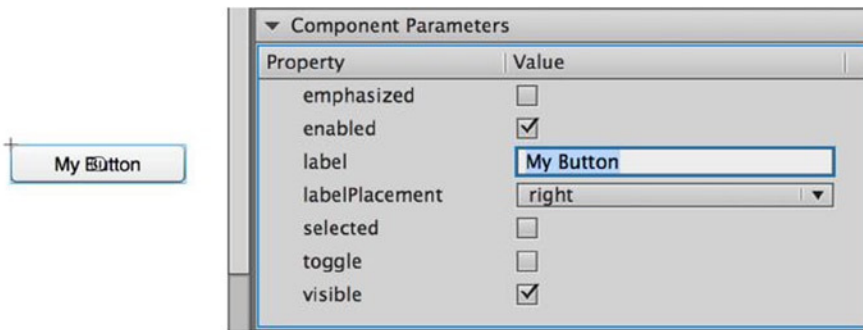 Component Parameters
Property Value
emphasized
enabled
label My Button
labelPlacement right
selected
toggle
visible
My Button